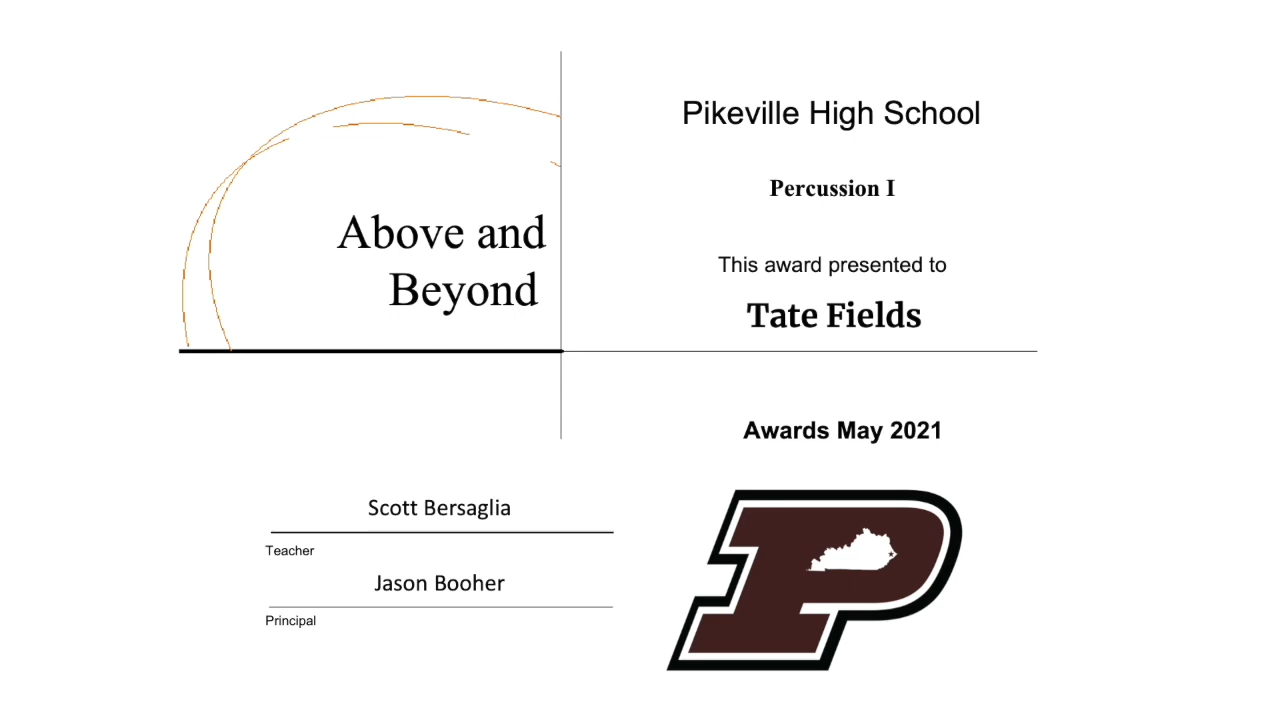 Above and
Beyond
Pikeville High School
Percussion I
This award presented to
Tate Fields
Awards May 2021
Scott Bersaglia
Teacher
Jason Booher
Principal
P